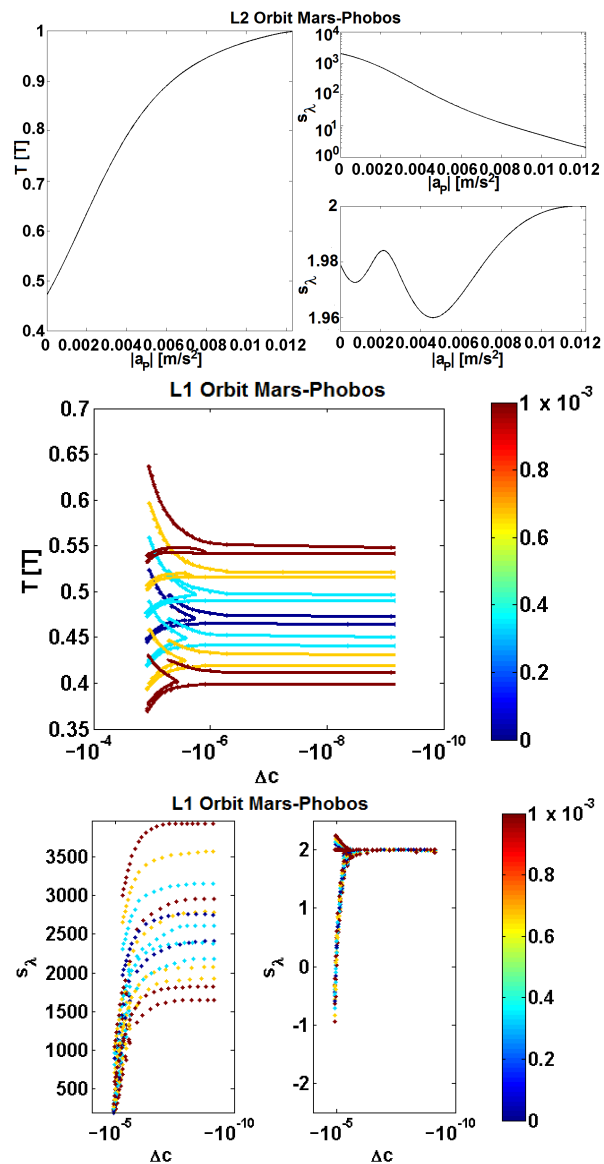 L2 Orbit Mars-Phobos
1
0.9
0.8
0.7
0.6
0.5
0.4
T [T]
0 0.002 0.004 0.006 0.008 0.01 0.012
|aP| [m/s²]
10⁴
10³
10²
10¹
10⁰
sλ
0 0.002 0.004 0.006 0.008 0.01 0.012
|aP| [m/s²]
2
1.98
1.96
sλ
0 0.002 0.004 0.006 0.008 0.01 0.012
|aP| [m/s²]
L1 Orbit Mars-Phobos
0.7
0.65
0.6
0.55
0.5
0.45
0.4
0.35
T [T]
−10⁻⁴ −10⁻⁶ −10⁻⁸ −10⁻¹⁰
Δc
1 x 10⁻³
0.8
0.6
0.4
0.2
0
L1 Orbit Mars-Phobos
3500
3000
2500
2000
1500
1000
500
sλ
−10⁻⁵ −10⁻¹⁰
Δc
2
1
0
-1
-2
sλ
−10⁻⁵ −10⁻¹⁰
Δc
1 x 10⁻³
0.8
0.6
0.4
0.2
0